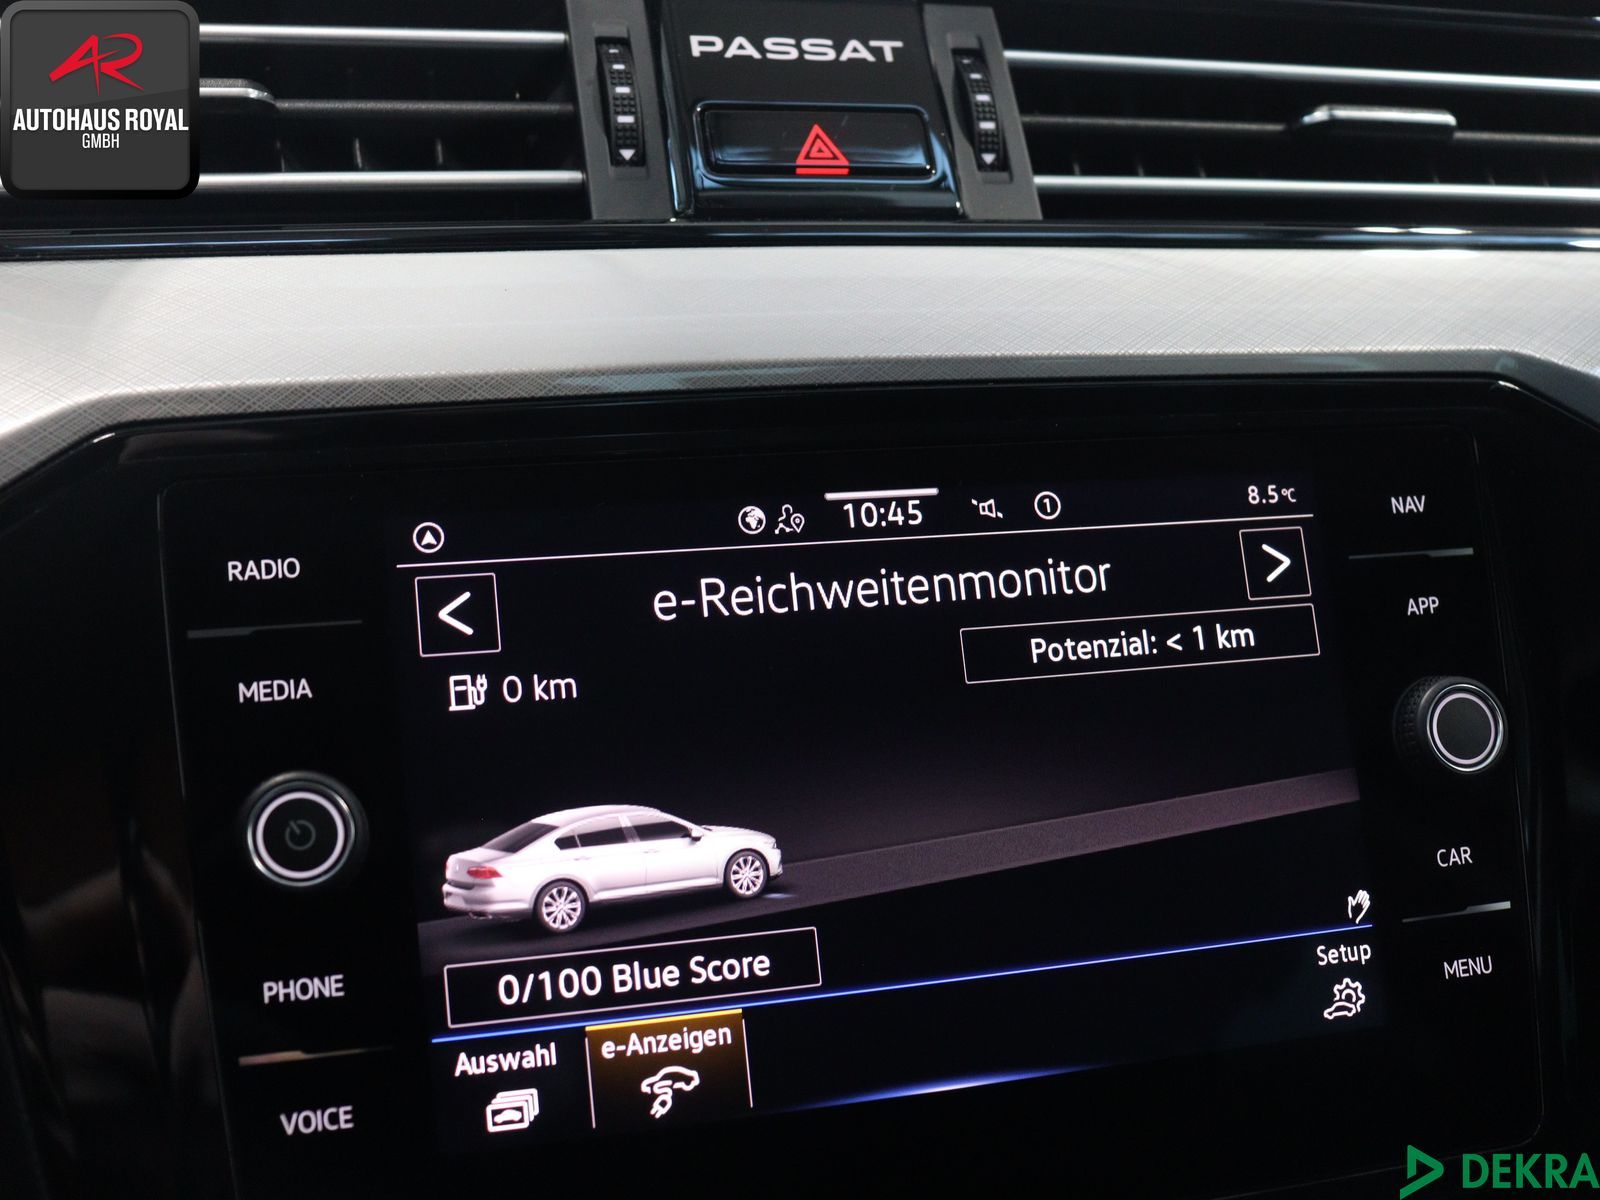 AR
AUTOHAUS ROYAL
GMBH
PASSAT
10:45
1
8.5°C
RADIO
MEDIA
PHONE
VOICE
e-Reichweitenmonitor
Potenzial: < 1 km
0 km
0/100 Blue Score
Auswahl
e-Anzeigen
Setup
NAV
APP
CAR
MENU
DEKRA